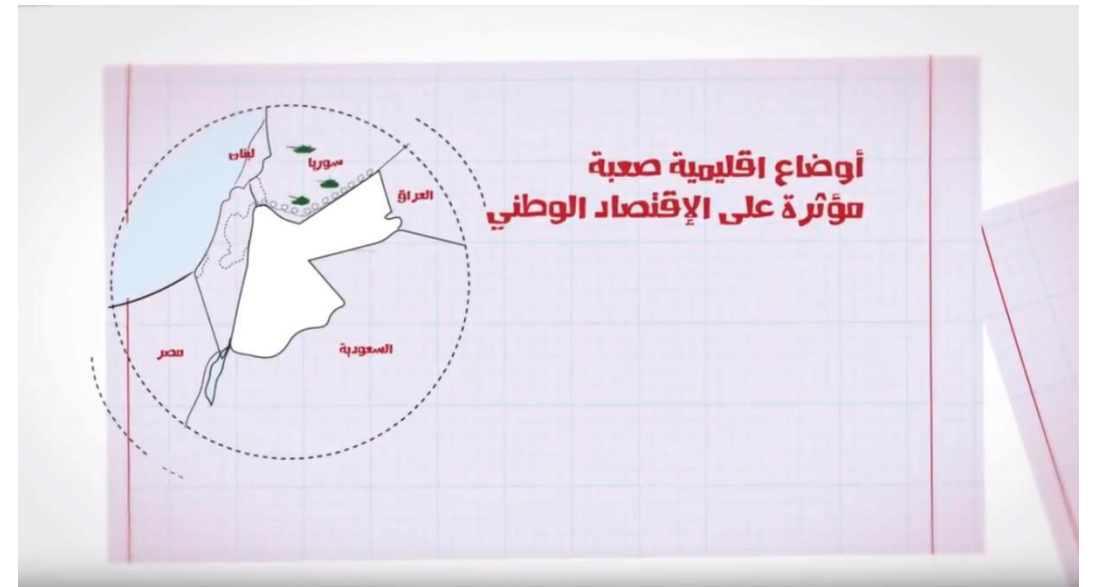 أوضاع اقليمية صعبة
مؤثرة على الإقتصاد الوطني
لبنان
سوريا
العراق
مصر
السعودية